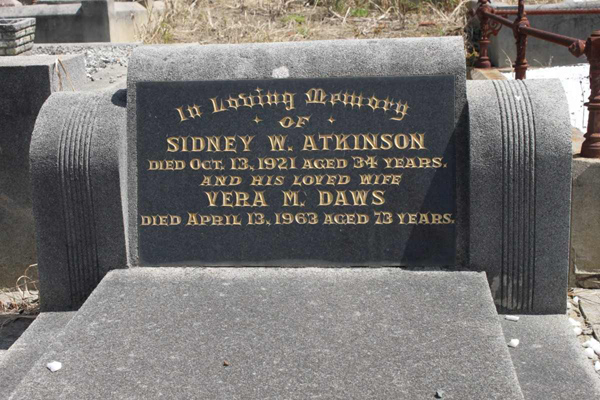 In Loving Memory
OF
SIDNEY W. ATKINSON
DIED OCT. 13, 1921 AGED 34 YEARS.
AND HIS LOVED WIFE
VERA M. DAWS
DIED APRIL 13, 1963 AGED 73 YEARS.